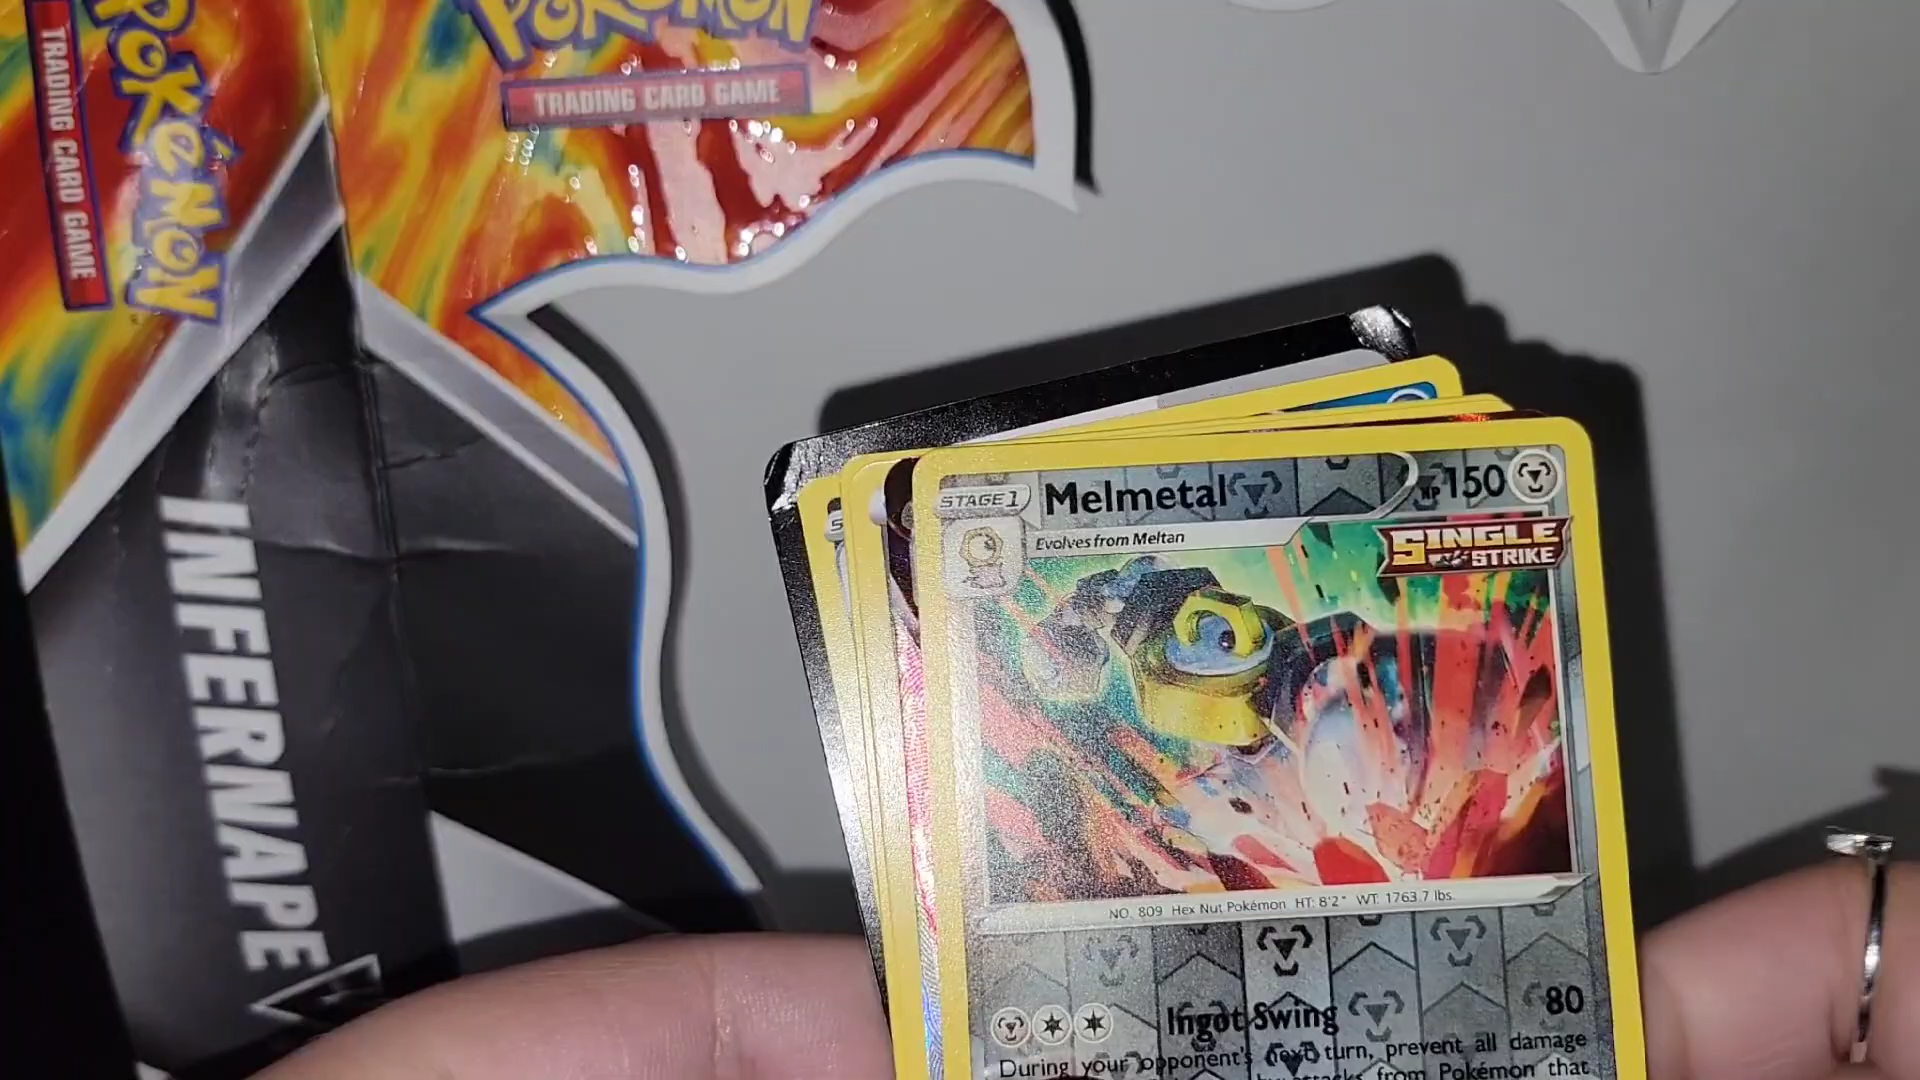 POKÉMON
TRADING CARD GAME
POKÉMON
TRADING CARD GAME
INFERNAPE V
STAGE 1
Melmetal
HP 150
Evolves from Meltan
SINGLE
STRIKE
NO. 809 Hex Nut Pokémon HT: 8'2" WT: 1763.7 lbs.
Ingot Swing 80
During your opponent's next turn, prevent all damage
by attacks from Pokémon that